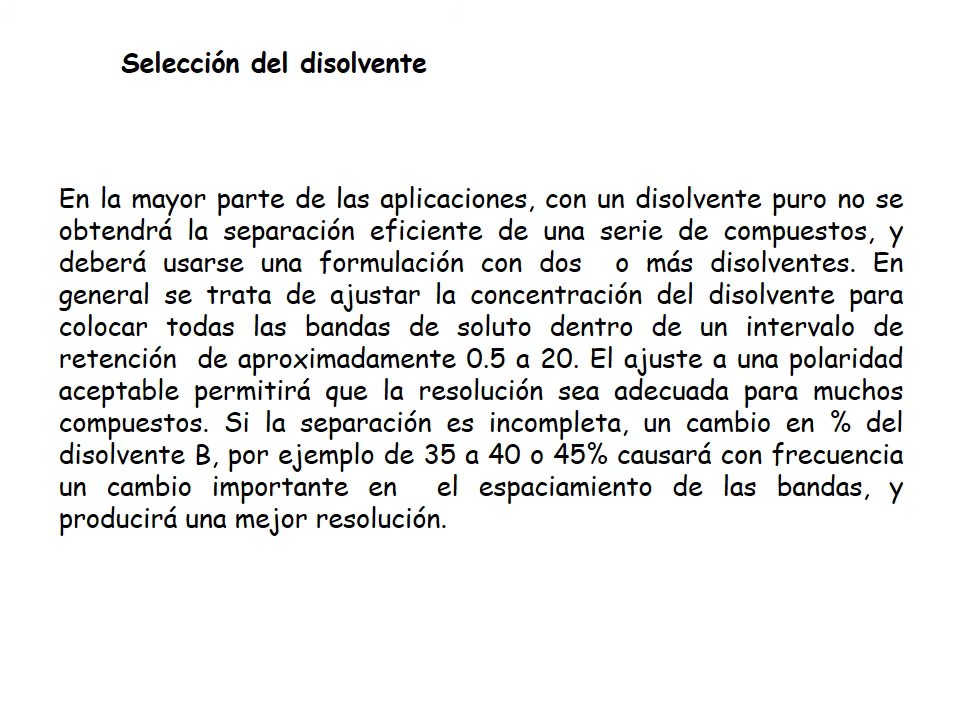 Selección del disolvente
En la mayor parte de las aplicaciones, con un disolvente puro no se
obtendrá la separación eficiente de una serie de compuestos, y
deberá usarse una formulación con dos o más disolventes. En
general se trata de ajustar la concentración del disolvente para
colocar todas las bandas de soluto dentro de un intervalo de
retención de aproximadamente 0.5 a 20. El ajuste a una polaridad
aceptable permitirá que la resolución sea adecuada para muchos
compuestos. Si la separación es incompleta, un cambio en % del
disolvente B, por ejemplo de 35 a 40 o 45% causará con frecuencia
un cambio importante en el espaciamiento de las bandas, y
producirá una mejor resolución.